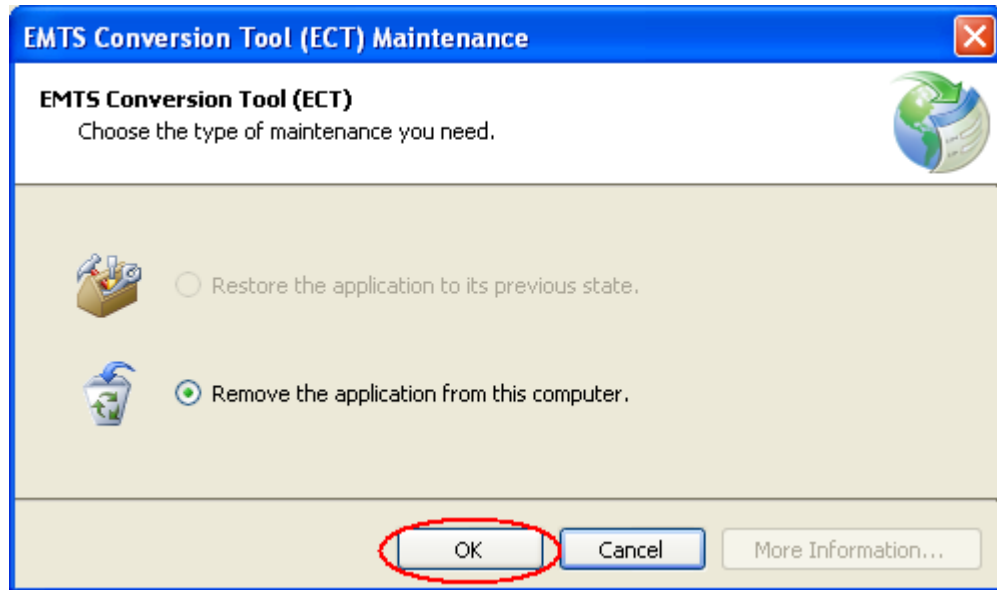 EMTS Conversion Tool (ECT) Maintenance
EMTS Conversion Tool (ECT)
Choose the type of maintenance you need.
Restore the application to its previous state.
Remove the application from this computer.
OK Cancel More Information...